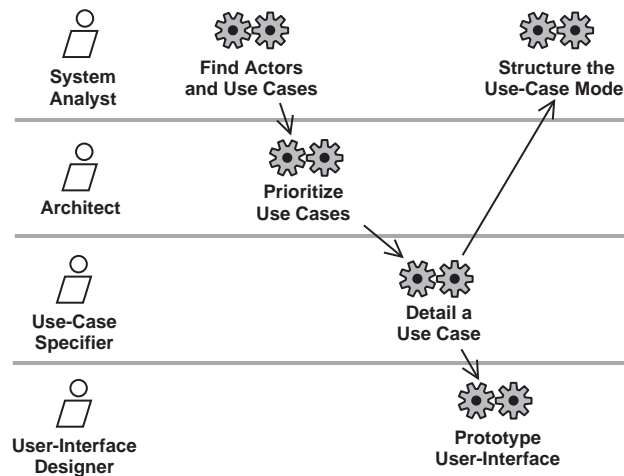 System
Analyst
Find Actors
and Use Cases
Structure the
Use-Case Mode
Architect
Prioritize
Use Cases
Use-Case
Specifier
Detail a
Use Case
User-Interface
Designer
Prototype
User-Interface